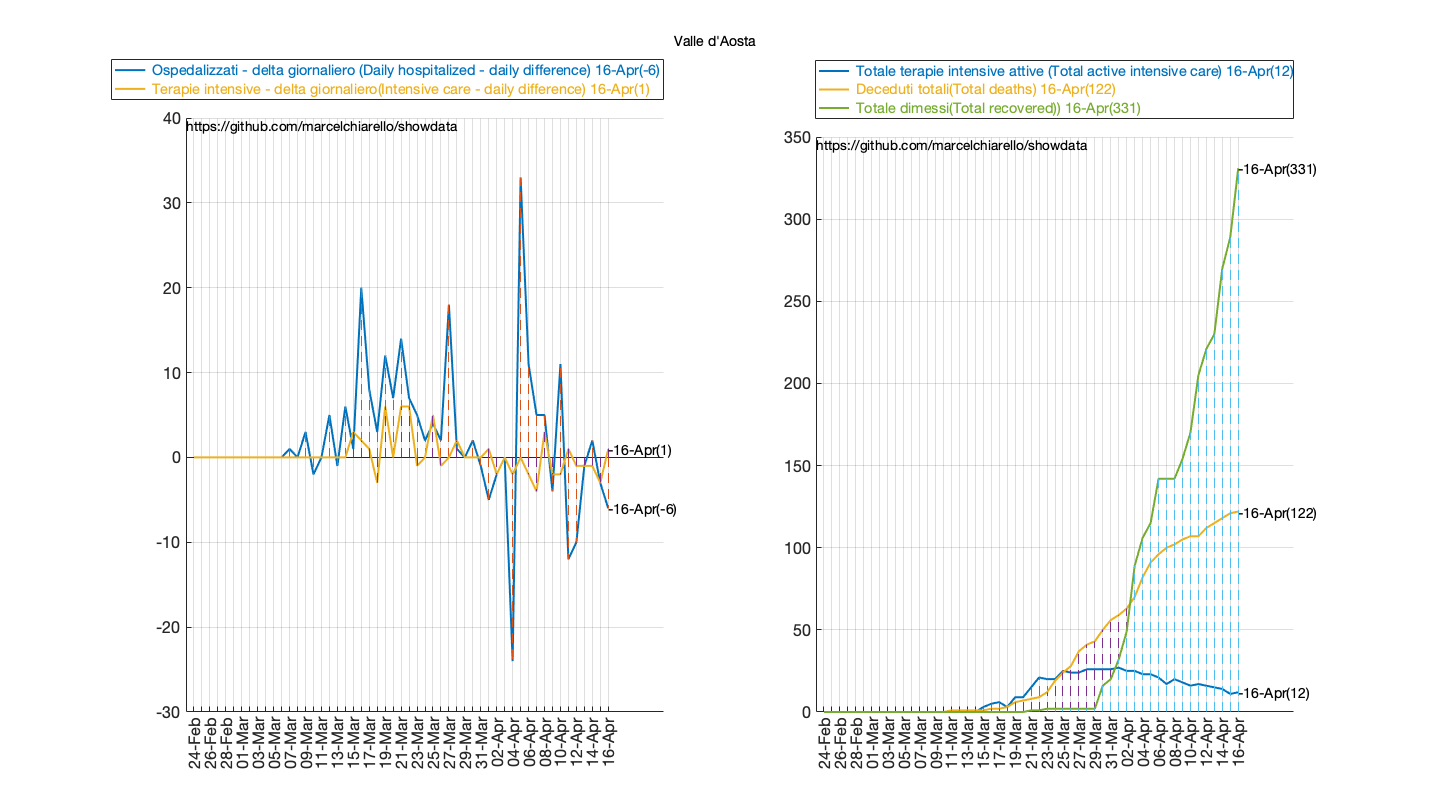 Valle d'Aosta
Ospedalizzati - delta giornaliero (Daily hospitalized - daily difference) 16-Apr(-6)
Terapie intensive - delta giornaliero(Intensive care - daily difference) 16-Apr(1)
https://github.com/marcelchiarello/showdata
40
30
20
10
0
-10
-20
-30
16-Apr(1)
16-Apr(-6)
24-Feb
26-Feb
28-Feb
01-Mar
03-Mar
05-Mar
07-Mar
09-Mar
11-Mar
13-Mar
15-Mar
17-Mar
19-Mar
21-Mar
23-Mar
25-Mar
27-Mar
29-Mar
31-Mar
02-Apr
04-Apr
06-Apr
08-Apr
10-Apr
12-Apr
14-Apr
16-Apr
Totale terapie intensive attive (Total active intensive care) 16-Apr(12)
Deceduti totali(Total deaths) 16-Apr(122)
Totale dimessi(Total recovered)) 16-Apr(331)
https://github.com/marcelchiarello/showdata
350
300
250
200
150
100
50
0
16-Apr(331)
16-Apr(122)
16-Apr(12)
24-Feb
26-Feb
28-Feb
01-Mar
03-Mar
05-Mar
07-Mar
09-Mar
11-Mar
13-Mar
15-Mar
17-Mar
19-Mar
21-Mar
23-Mar
25-Mar
27-Mar
29-Mar
31-Mar
02-Apr
04-Apr
06-Apr
08-Apr
10-Apr
12-Apr
14-Apr
16-Apr